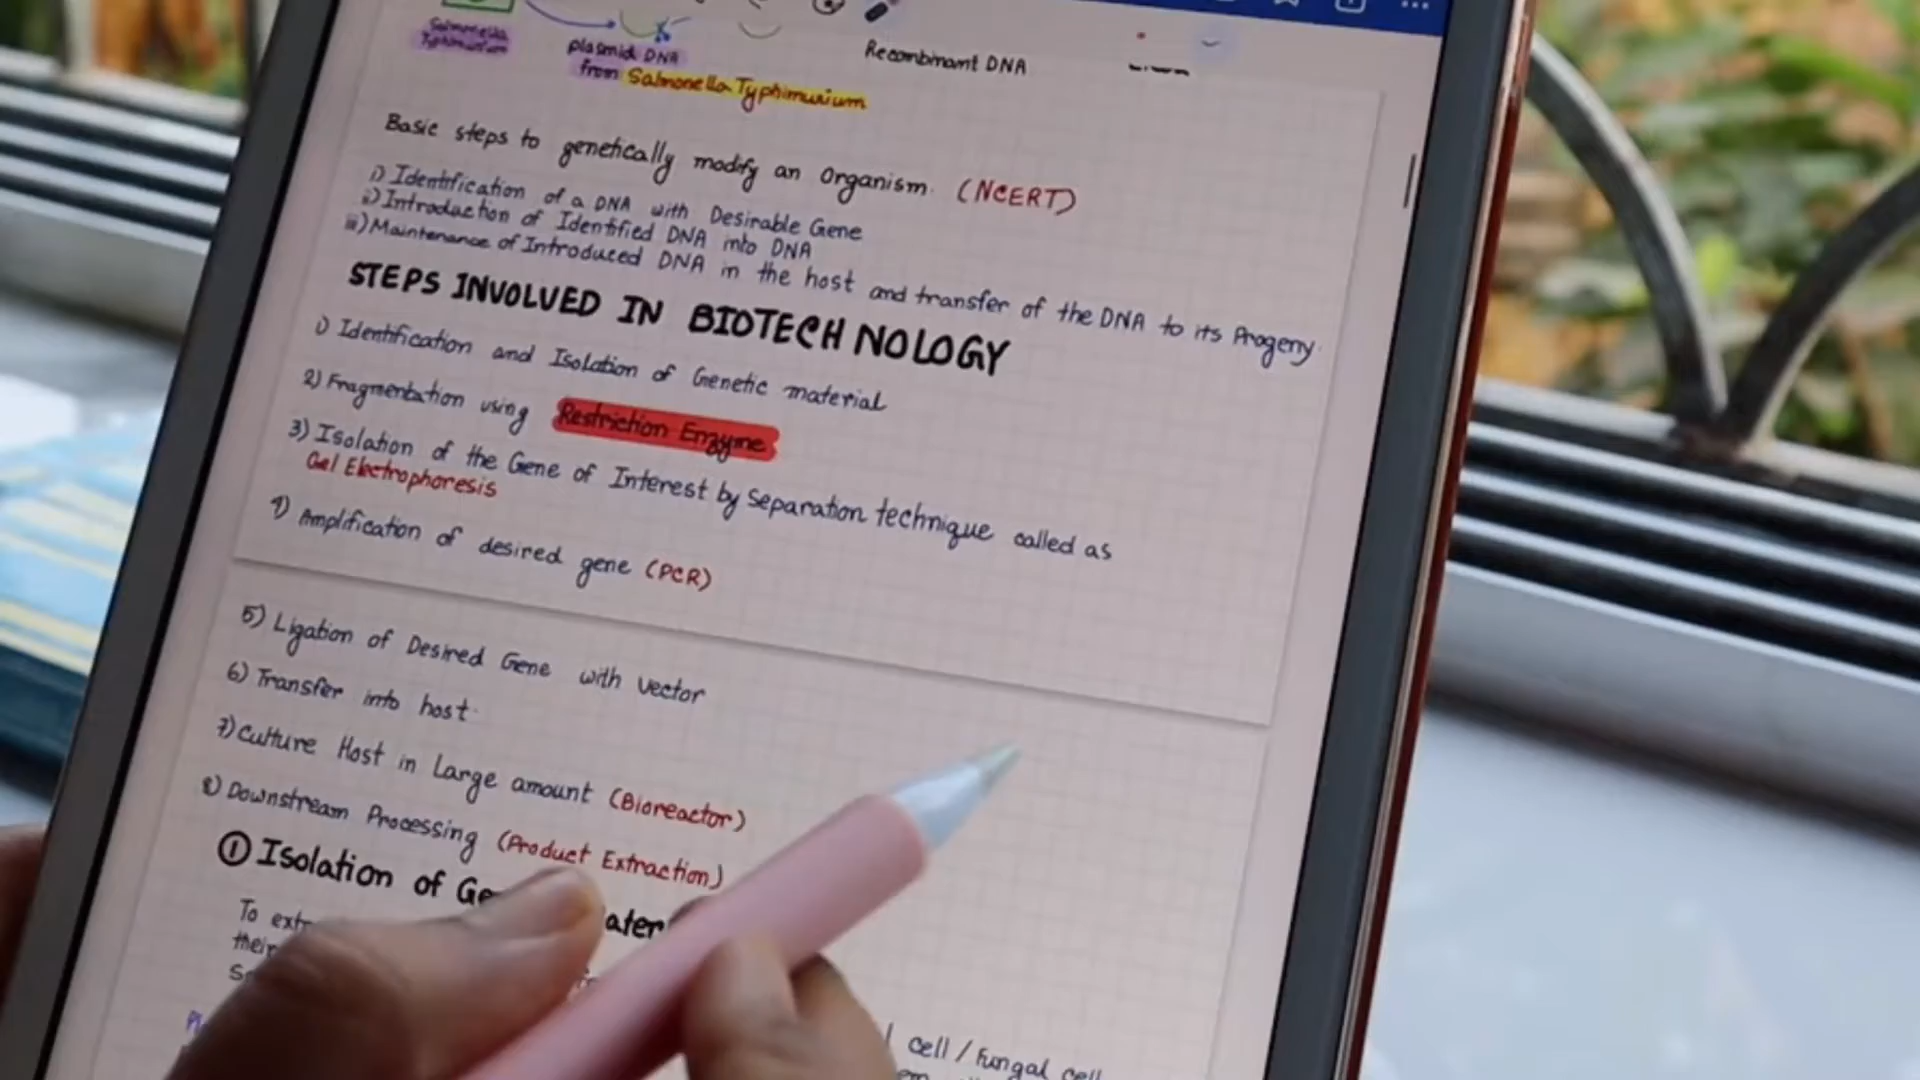 Salmonella
Typhimurium
plasmid DNA
from Salmonella Typhimurium
Recombinant DNA
Basic steps to genetically modify an Organism. (NCERT)
i) Identification of a DNA with Desirable Gene
ii) Introduction of Identified DNA into DNA
iii) Maintenance of Introduced DNA in the host and transfer of the DNA to its Progeny.
STEPS INVOLVED IN BIOTECHNOLOGY
1) Identification and Isolation of Genetic material
2) Fragmentation using Restriction Enzyme
3) Isolation of the Gene of Interest by Separation technique called as
Gel Electrophoresis
4) Amplification of desired gene (PCR)
5) Ligation of Desired Gene with vector
6) Transfer into host.
7) Culture Host in Large amount (Bioreactor)
8) Downstream Processing (Product Extraction)
① Isolation of
To
their
cell / Fungal cell